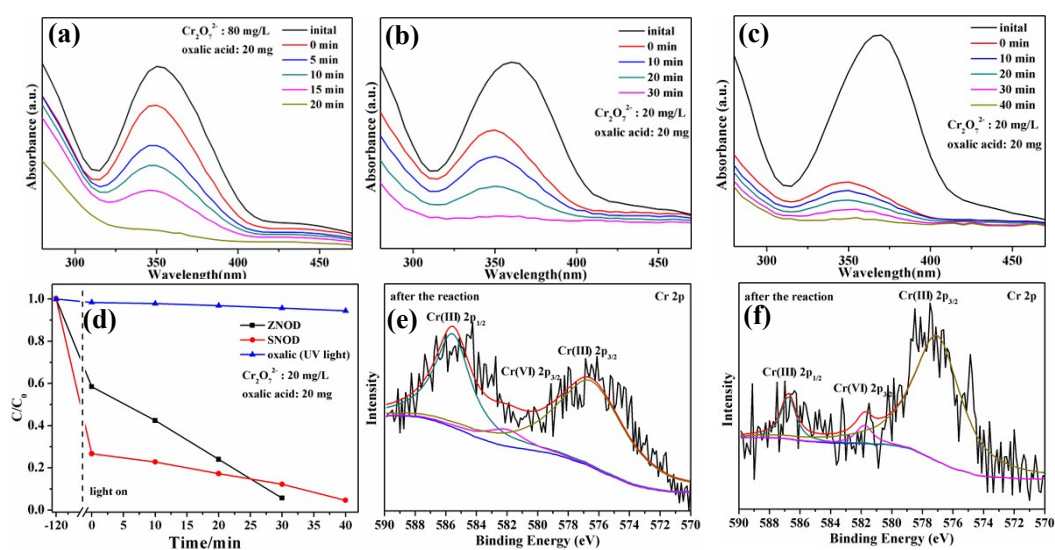 (a)
Cr₂O₇²⁻ : 80 mg/L
oxalic acid: 20 mg
inital
0 min
5 min
10 min
15 min
20 min
Absorbance (a.u.)
300 350 400 450
Wavelength(nm)
(b)
inital
0 min
10 min
20 min
30 min
Cr₂O₇²⁻ : 20 mg/L
oxalic acid: 20 mg
Absorbance (a.u.)
300 350 400 450
Wavelength(nm)
(c)
inital
0 min
10 min
20 min
30 min
40 min
Cr₂O₇²⁻ : 20 mg/L
oxalic acid: 20 mg
Absorbance (a.u.)
300 350 400 450
Wavelength(nm)
(d)
ZNOD
SNOD
oxalic (UV light)
Cr₂O₇²⁻ : 20 mg/L
oxalic acid: 20 mg
light on
C/C₀
1.0
0.8
0.6
0.4
0.2
0.0
-120 0 5 10 15 20 25 30 35 40
Time/min
after the reaction
(e)
Cr 2p
Cr(III) 2p₁/₂
Cr(VI) 2p₃/₂
Cr(III) 2p₃/₂
Intensity
590 588 586 584 582 580 578 576 574 572 570
Binding Energy (eV)
after the reaction
(f)
Cr 2p
Cr(III) 2p₃/₂
Cr(III) 2p₁/₂
Cr(VI) 2p₃/₂
Intensity
590 588 586 584 582 580 578 576 574 572 570
Binding Energy (eV)